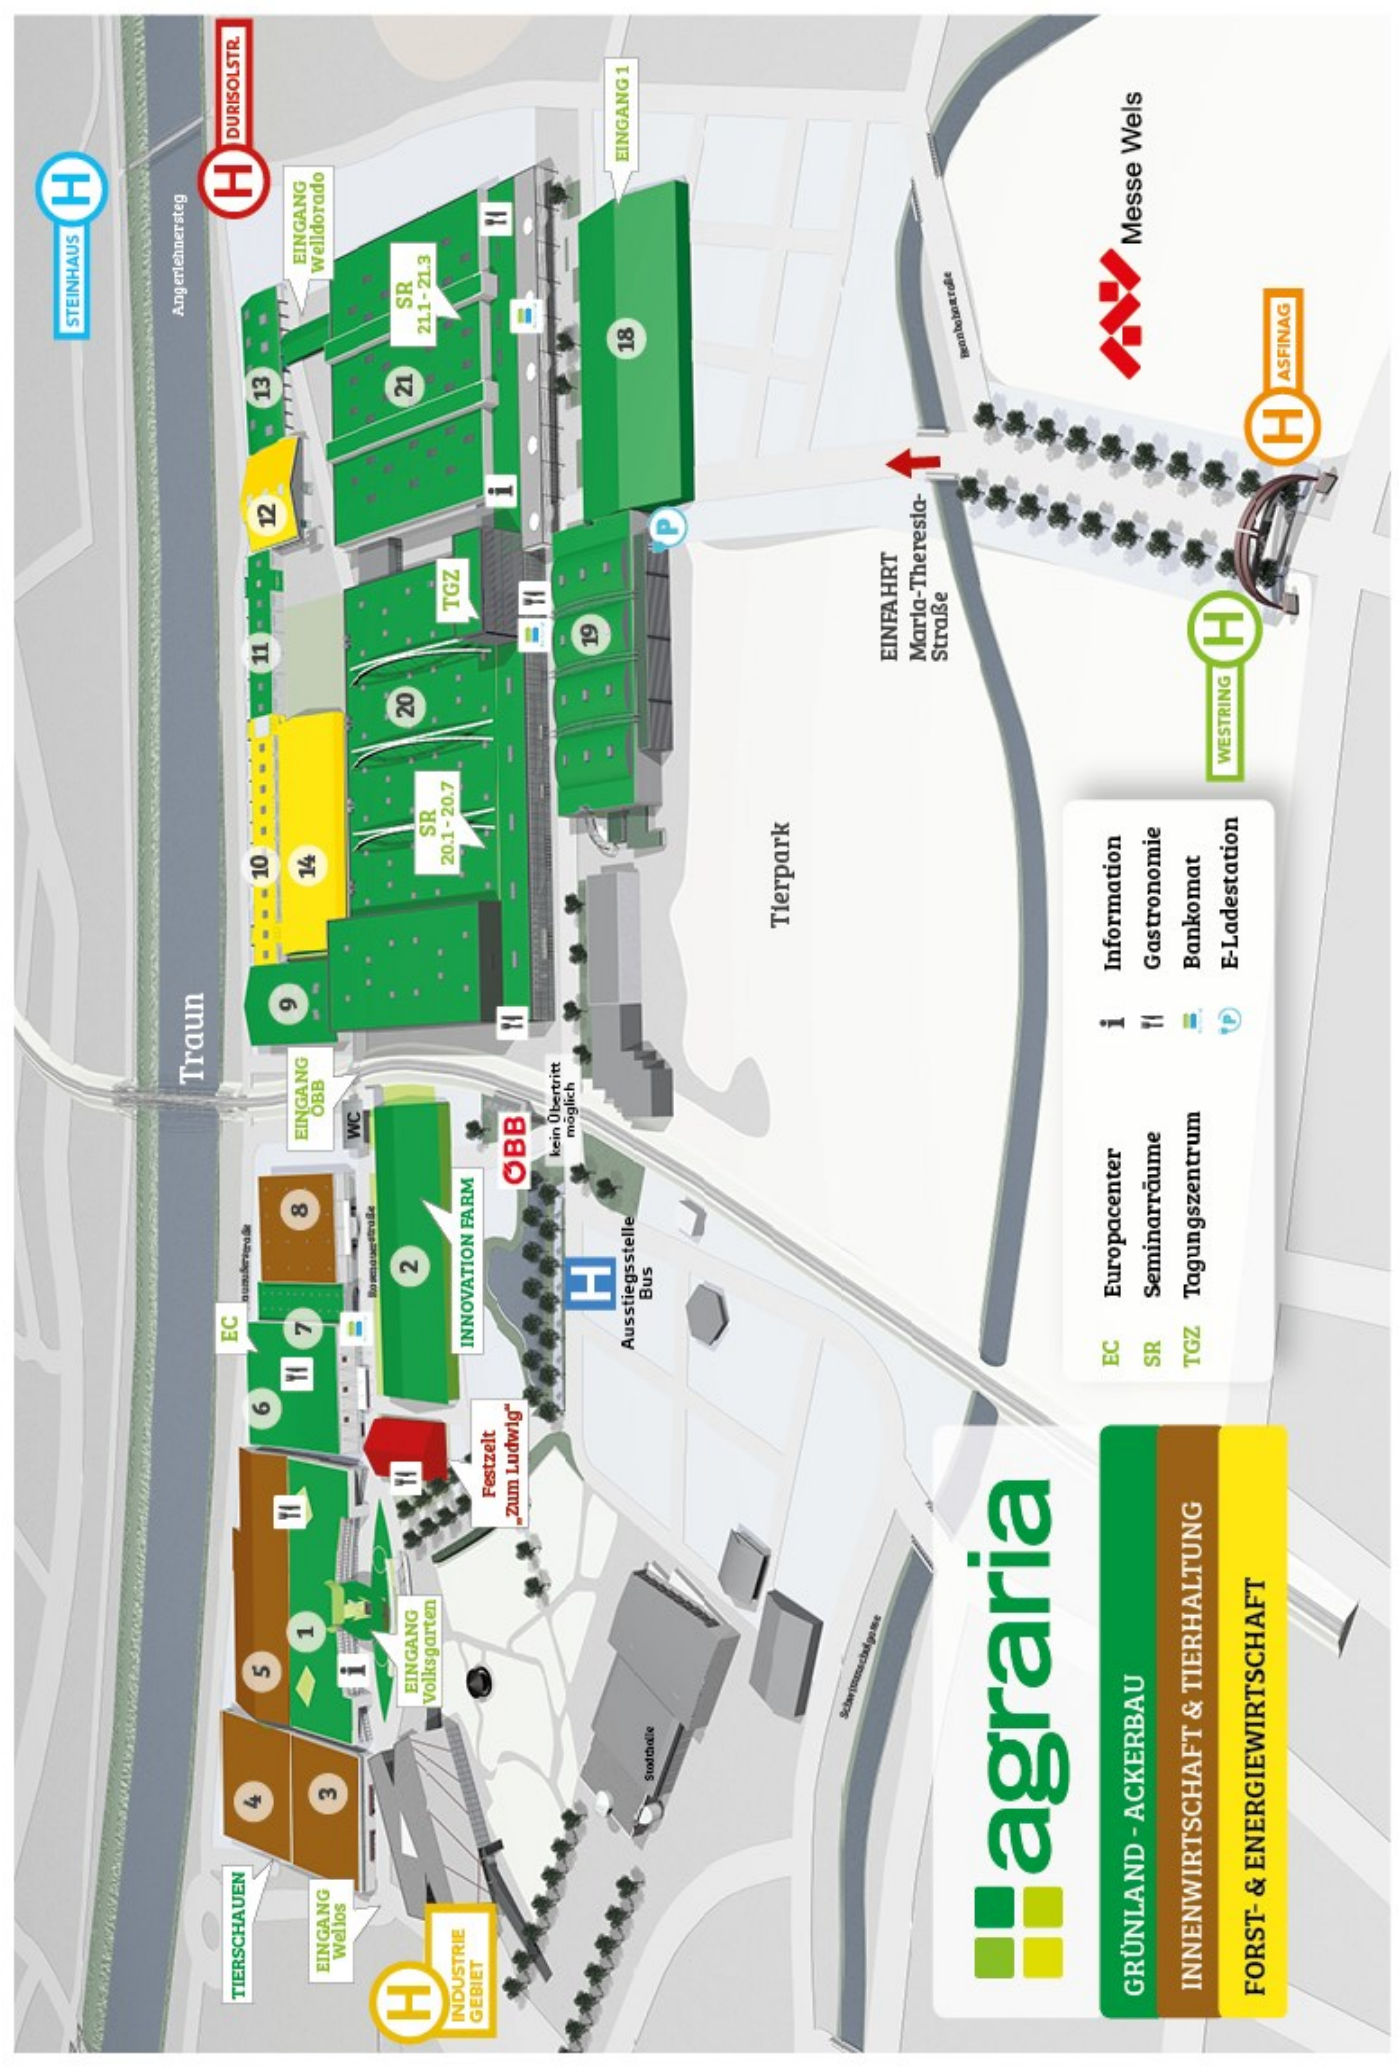 STEINHAUS
H
Angerlehnersteg
Traun
H
DURISOLSTR.
TIERSCHAUEN
EINGANG
Wellos
EC
EINGANG
ÖBB
EINGANG
Welldorado
4
5
6
8
9
10
11
12
13
3
1
7
14
WC
Rosenauerstraße
2
20
21
SR
20.1 - 20.7
TGZ
SR
21.1 - 21.3
i
i
H
INDUSTRIE
GEBIET
EINGANG
Volksgarten
Festzelt
„Zum Ludwig“
INNOVATION FARM
ÖBB
kein Übertritt
möglich
H
Ausstiegsstelle
Bus
19
18
P
EINGANG 1
Stadthalle
Tierpark
Schwimmschulgasse
EINFAHRT
Maria-Theresia-
Straße
Rennbahnstraße
Messe Wels
agraria
GRÜNLAND - ACKERBAU
INNENWIRTSCHAFT & TIERHALTUNG
FORST- & ENERGIEWIRTSCHAFT
EC Europacenter
SR Seminarräume
TGZ Tagungszentrum
i Information
Gastronomie
Bankomat
P E-Ladestation
WESTRING
H
H
ASFINAG